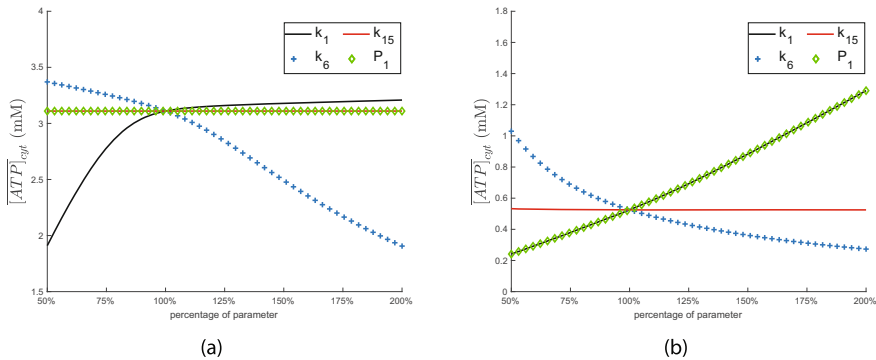 4
3.5
3
2.5
2
1.5
[ATP]cyt (mM)
k1 k15
k6 P1
50% 75% 100% 125% 150% 175% 200%
percentage of parameter
(a)
1.8
1.6
1.4
1.2
1
0.8
0.6
0.4
0.2
0
[ATP]cyt (mM)
k1 k15
k6 P1
50% 75% 100% 125% 150% 175% 200%
percentage of parameter
(b)